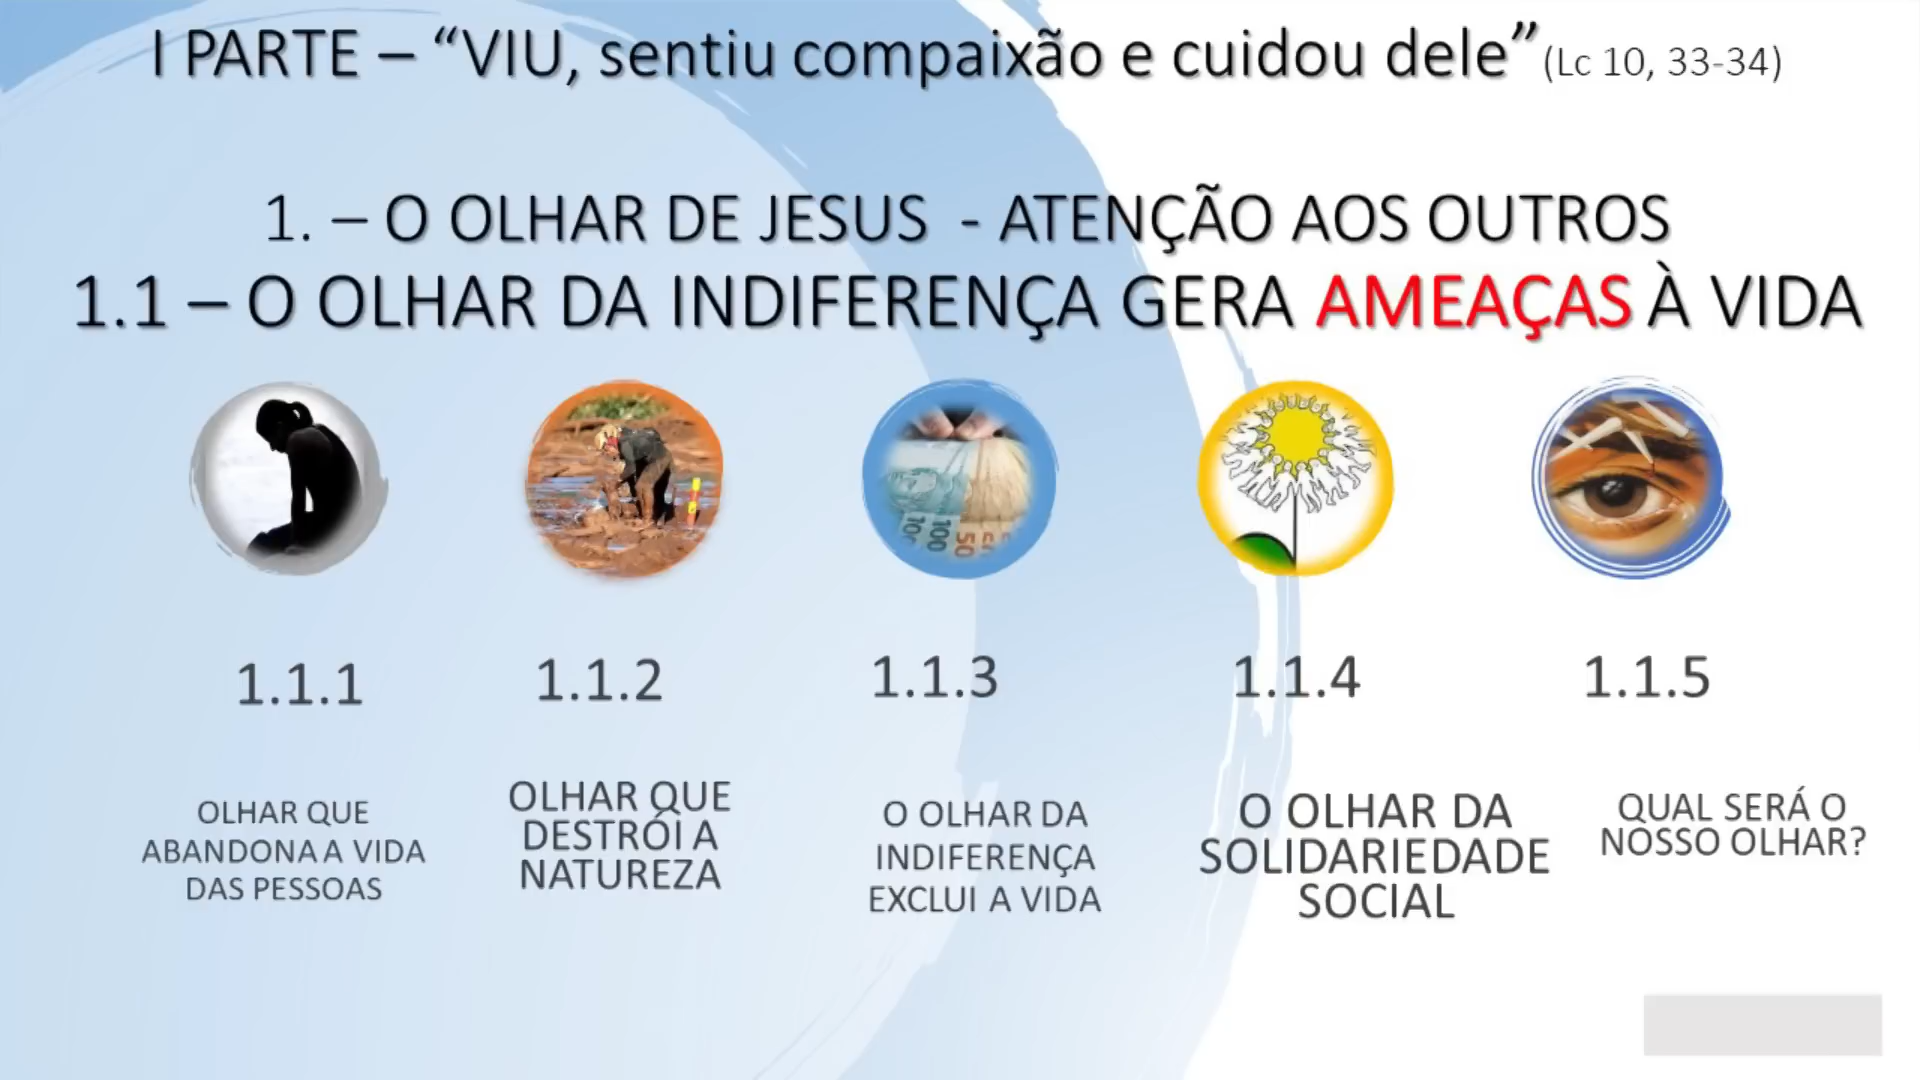 I PARTE – “VIU, sentiu compaixão e cuidou dele” (Lc 10, 33-34)
1. – O OLHAR DE JESUS - ATENÇÃO AOS OUTROS
1.1 – O OLHAR DA INDIFERENÇA GERA AMEAÇAS À VIDA
1.1.1
OLHAR QUE
ABANDONA A VIDA
DAS PESSOAS
1.1.2
OLHAR QUE
DESTRÓI A
NATUREZA
100
50
1.1.3
O OLHAR DA
INDIFERENÇA
EXCLUI A VIDA
1.1.4
O OLHAR DA
SOLIDARIEDADE
SOCIAL
1.1.5
QUAL SERÁ O
NOSSO OLHAR?